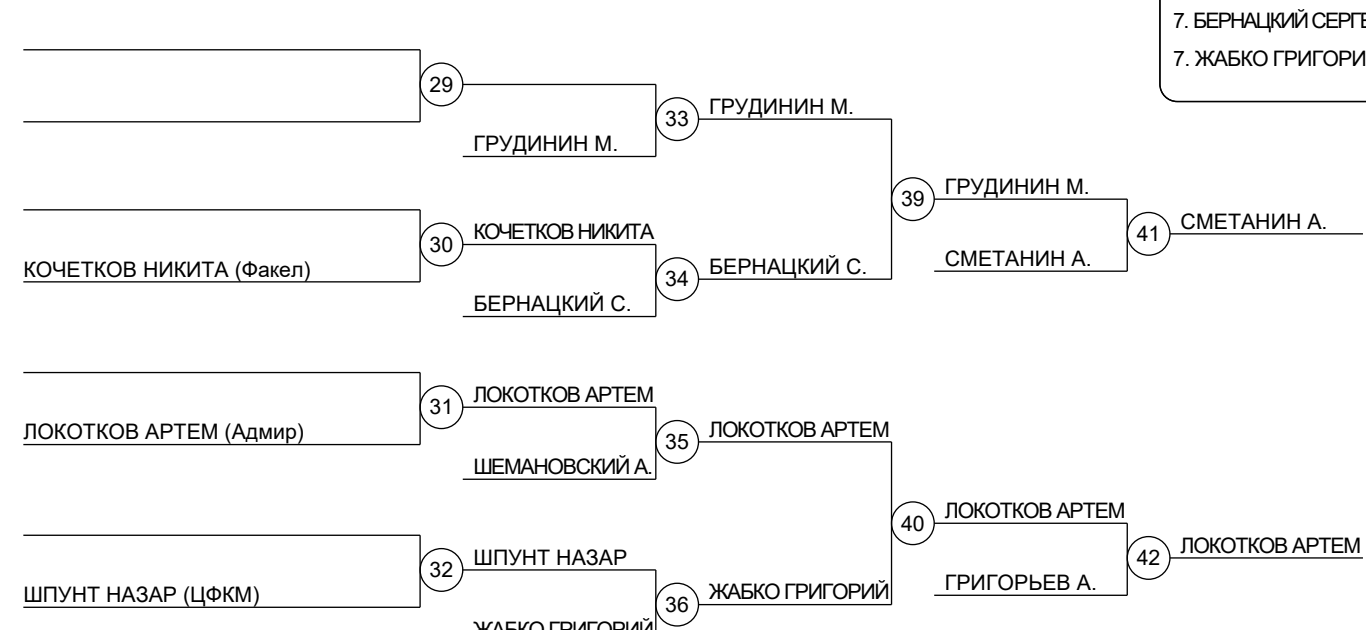 7. БЕРНАЦКИЙ СЕРГЕ
7. ЖАБКО ГРИГОРИ
29
33
ГРУДИНИН М.
ГРУДИНИН М.
39
ГРУДИНИН М.
КОЧЕТКОВ НИКИТА
30
41
СМЕТАНИН А.
КОЧЕТКОВ НИКИТА (Факел)
34
БЕРНАЦКИЙ С.
СМЕТАНИН А.
БЕРНАЦКИЙ С.
ЛОКОТКОВ АРТЕМ
31
ЛОКОТКОВ АРТЕМ (Адмир)
35
ЛОКОТКОВ АРТЕМ
ШЕМАНОВСКИЙ А.
40
ЛОКОТКОВ АРТЕМ
ШПУНТ НАЗАР
32
42
ЛОКОТКОВ АРТЕМ
ШПУНТ НАЗАР (ЦФКМ)
36
ЖАБКО ГРИГОРИЙ
ГРИГОРЬЕВ А.
ЖАБКО ГРИГОРИЙ